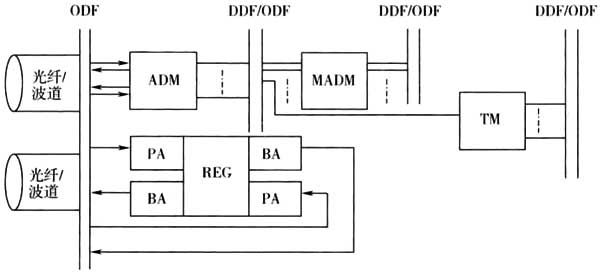 ODF
DDF/ODF
DDF/ODF
DDF/ODF
光纤/
波道
ADM
MADM
TM
光纤/
波道
PA
BA
REG
BA
PA